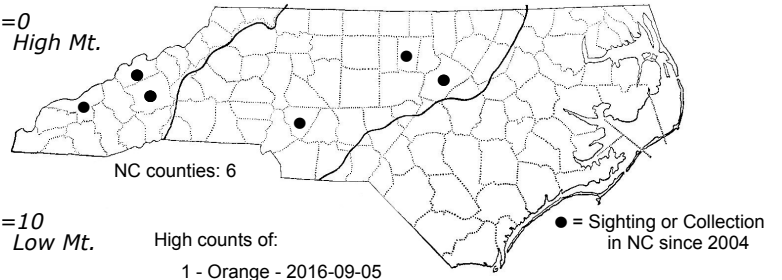 =0
High Mt.
NC counties: 6
=10
Low Mt.
High counts of:
1 - Orange - 2016-09-05
● = Sighting or Collection
in NC since 2004